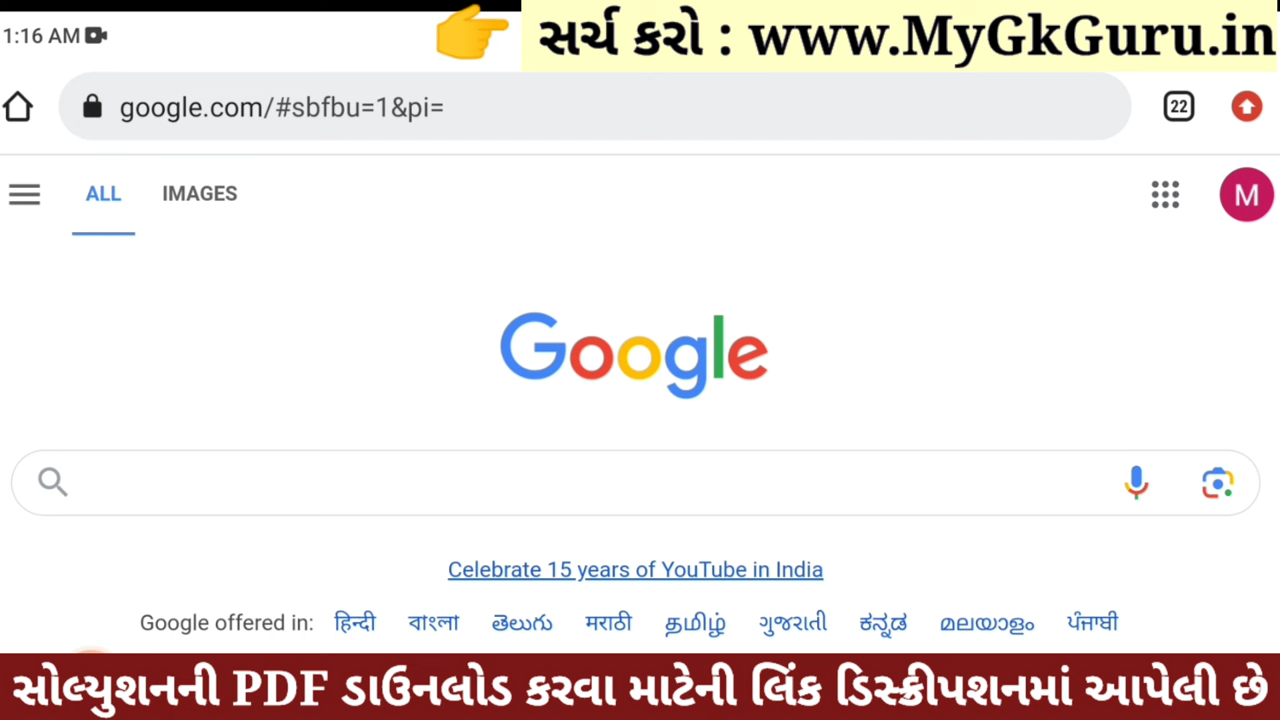 1:16 AM
👉 સર્ચ કરો : www.MyGkGuru.in
google.com/#sbfbu=1&pi=
22
ALL IMAGES
M
Google
Celebrate 15 years of YouTube in India
Google offered in: हिन्दी বাংলা తెలుగు मराठी தமிழ் ગુજરાતી ಕನ್ನಡ മലയാളം ਪੰਜਾਬੀ
સોલ્યુશનની PDF ડાઉનલોડ કરવા માટેની લિંક ડિસ્ક્રીપશનમાં આપેલી છે